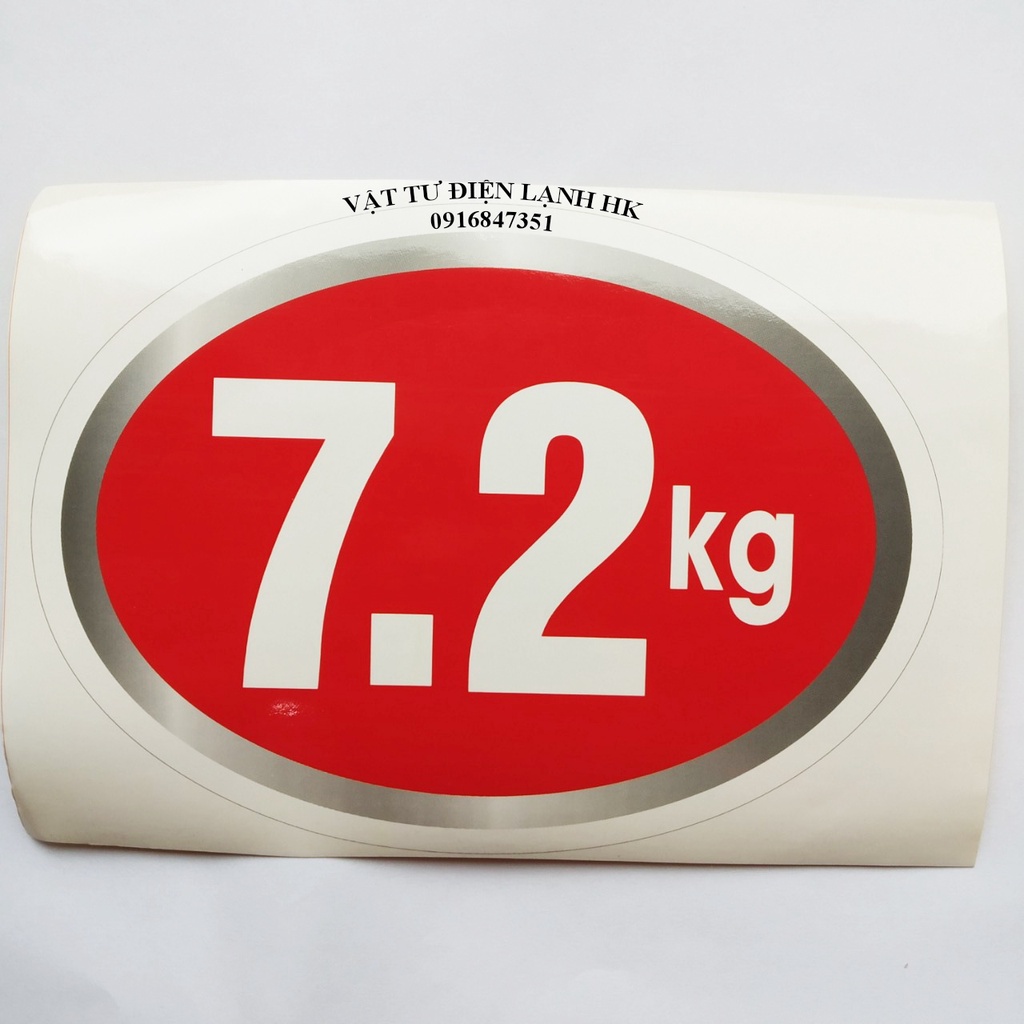 VẬT TƯ ĐIỆN LẠNH HK
0916847351
7.2kg